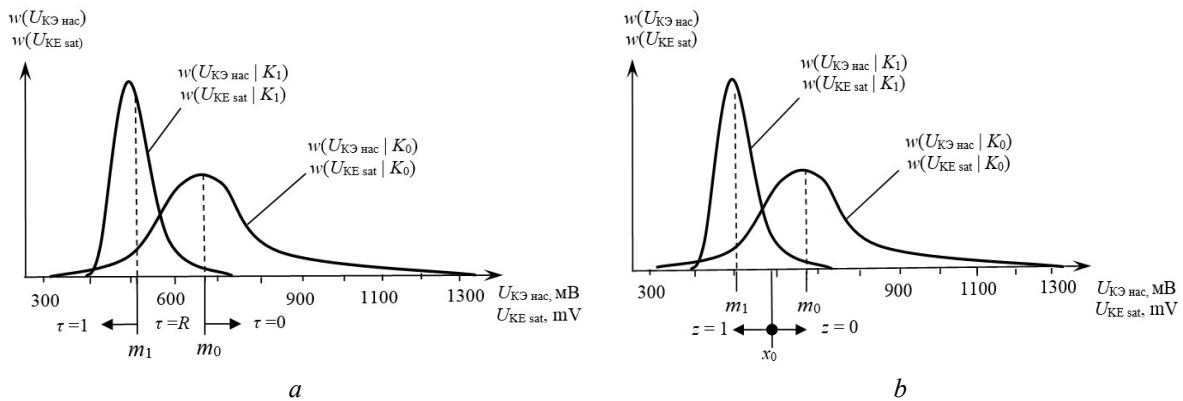 w(UКЭ нас)
w(UKE sat)
w(UКЭ нас | K1)
w(UKE sat | K1)
w(UКЭ нас | K0)
w(UKE sat | K0)
300 600 900 1100 1300
UКЭ нас, мВ
UKE sat, mV
τ=1 τ=R τ=0
m1 m0
a
w(UКЭ нас)
w(UKE sat)
w(UКЭ нас | K1)
w(UKE sat | K1)
w(UКЭ нас | K0)
w(UKE sat | K0)
300 m1 m0 900 1100 1300
UКЭ нас, мВ
UKE sat, mV
z = 1 z = 0
x0
b